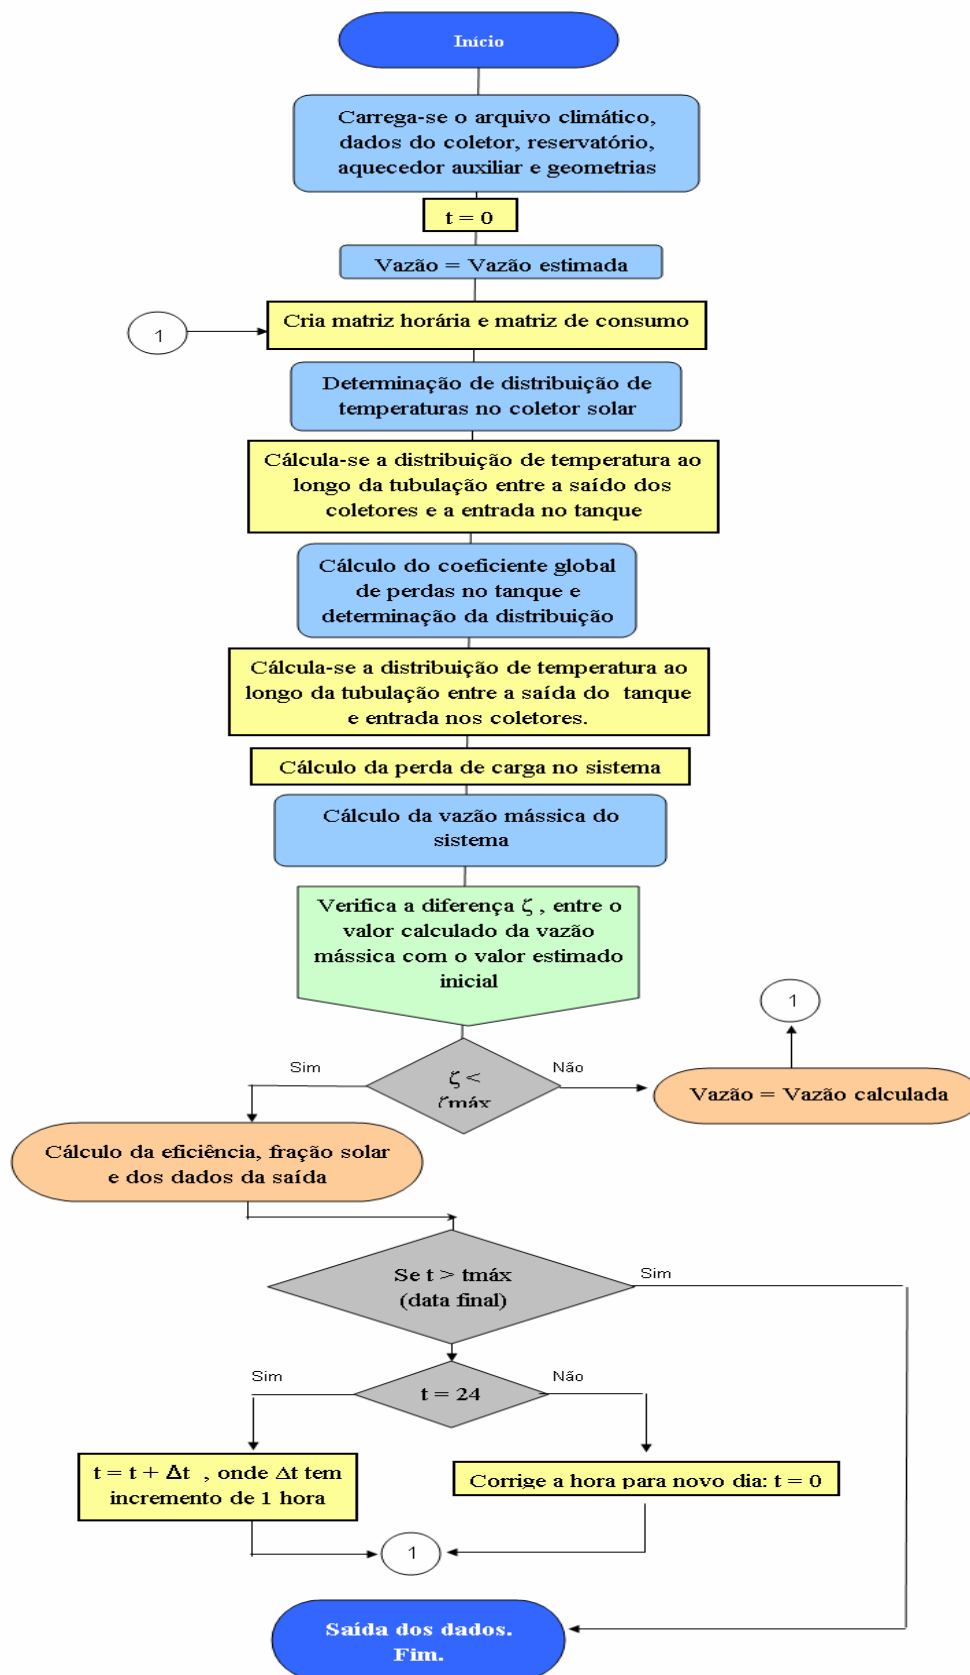 Início
Carrega-se o arquivo climático,
dados do coletor, reservatório,
aquecedor auxiliar e geometrias
t = 0
Vazão = Vazão estimada
1
Cria matriz horária e matriz de consumo
Determinação de distribuição de
temperaturas no coletor solar
Cálcula-se a distribuição de temperatura ao
longo da tubulação entre a saído dos
coletores e a entrada no tanque
Cálculo do coeficiente global
de perdas no tanque e
determinação da distribuição
Cálcula-se a distribuição de temperatura ao
longo da tubulação entre a saída do tanque
e entrada nos coletores.
Cálculo da perda de carga no sistema
Cálculo da vazão mássica do
sistema
Verifica a diferença ζ , entre o
valor calculado da vazão
mássica com o valor estimado
inicial
1
Sim
Não
ζ <
ζmáx
Vazão = Vazão calculada
Cálculo da eficiência, fração solar
e dos dados da saída
Se t > tmáx
(data final)
Sim
Sim
Não
t = 24
t = t + Δt , onde Δt tem
incremento de 1 hora
Corrige a hora para novo dia: t = 0
1
Saída dos dados.
Fim.